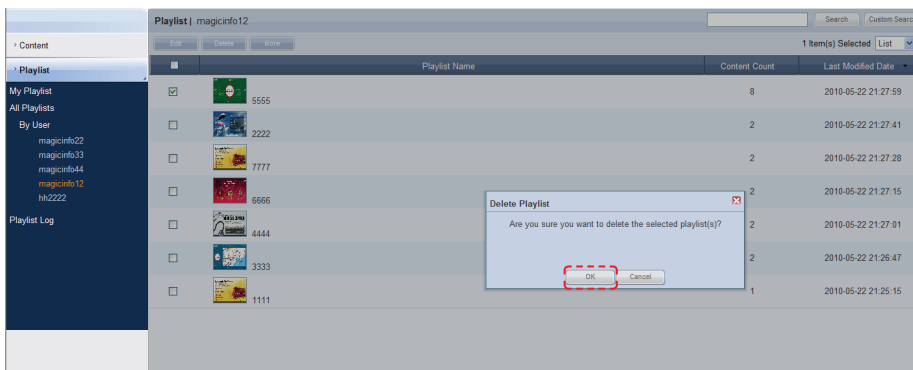 Playlist | magicinfo12
Search
Custom Searc
› Content
Edit
Delete
More
1 Item(s) Selected
List
› Playlist
Playlist Name
Content Count
Last Modified Date
My Playlist
All Playlists
By User
magicinfo22
magicinfo33
magicinfo44
magicinfo12
hh2222
Playlist Log
5555
8
2010-05-22 21:27:59
2222
2
2010-05-22 21:27:41
7777
2
2010-05-22 21:27:28
6666
2
2010-05-22 21:27:15
4444
2
2010-05-22 21:27:01
3333
2
2010-05-22 21:26:47
1111
1
2010-05-22 21:25:15
Delete Playlist
Are you sure you want to delete the selected playlist(s)?
OK
Cancel